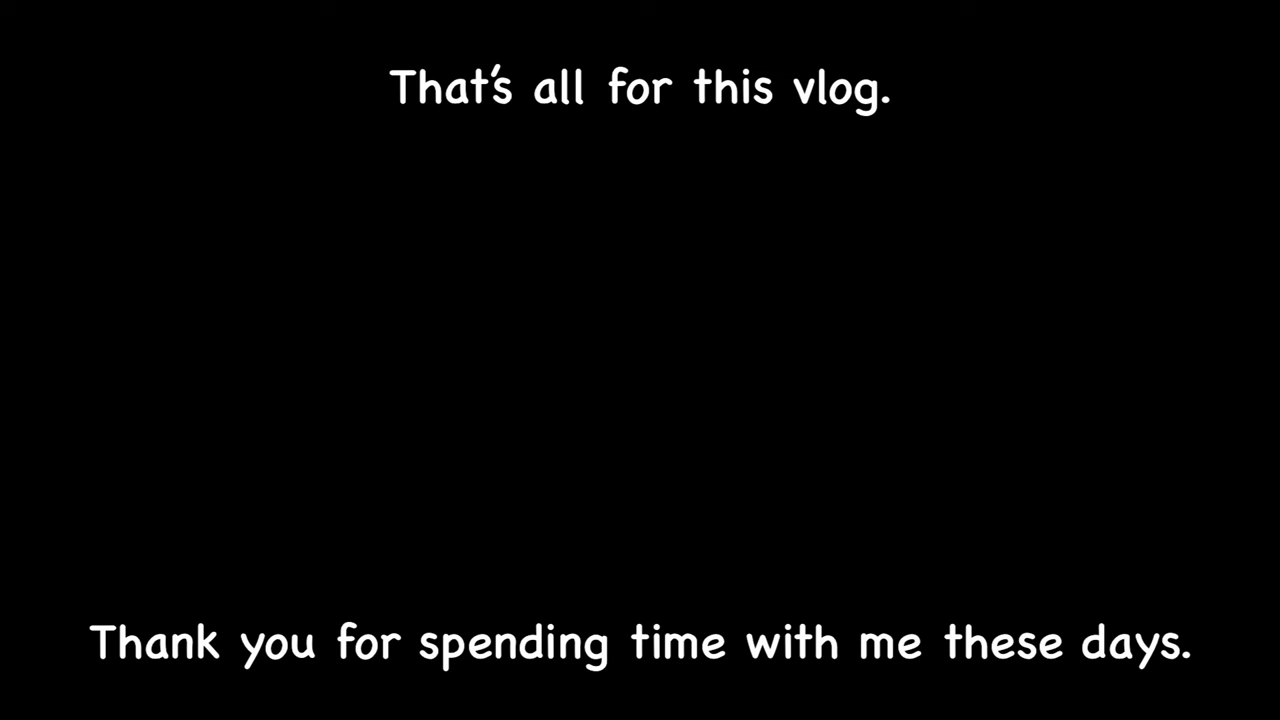 That's all for this vlog.
Thank you for spending time with me these days.